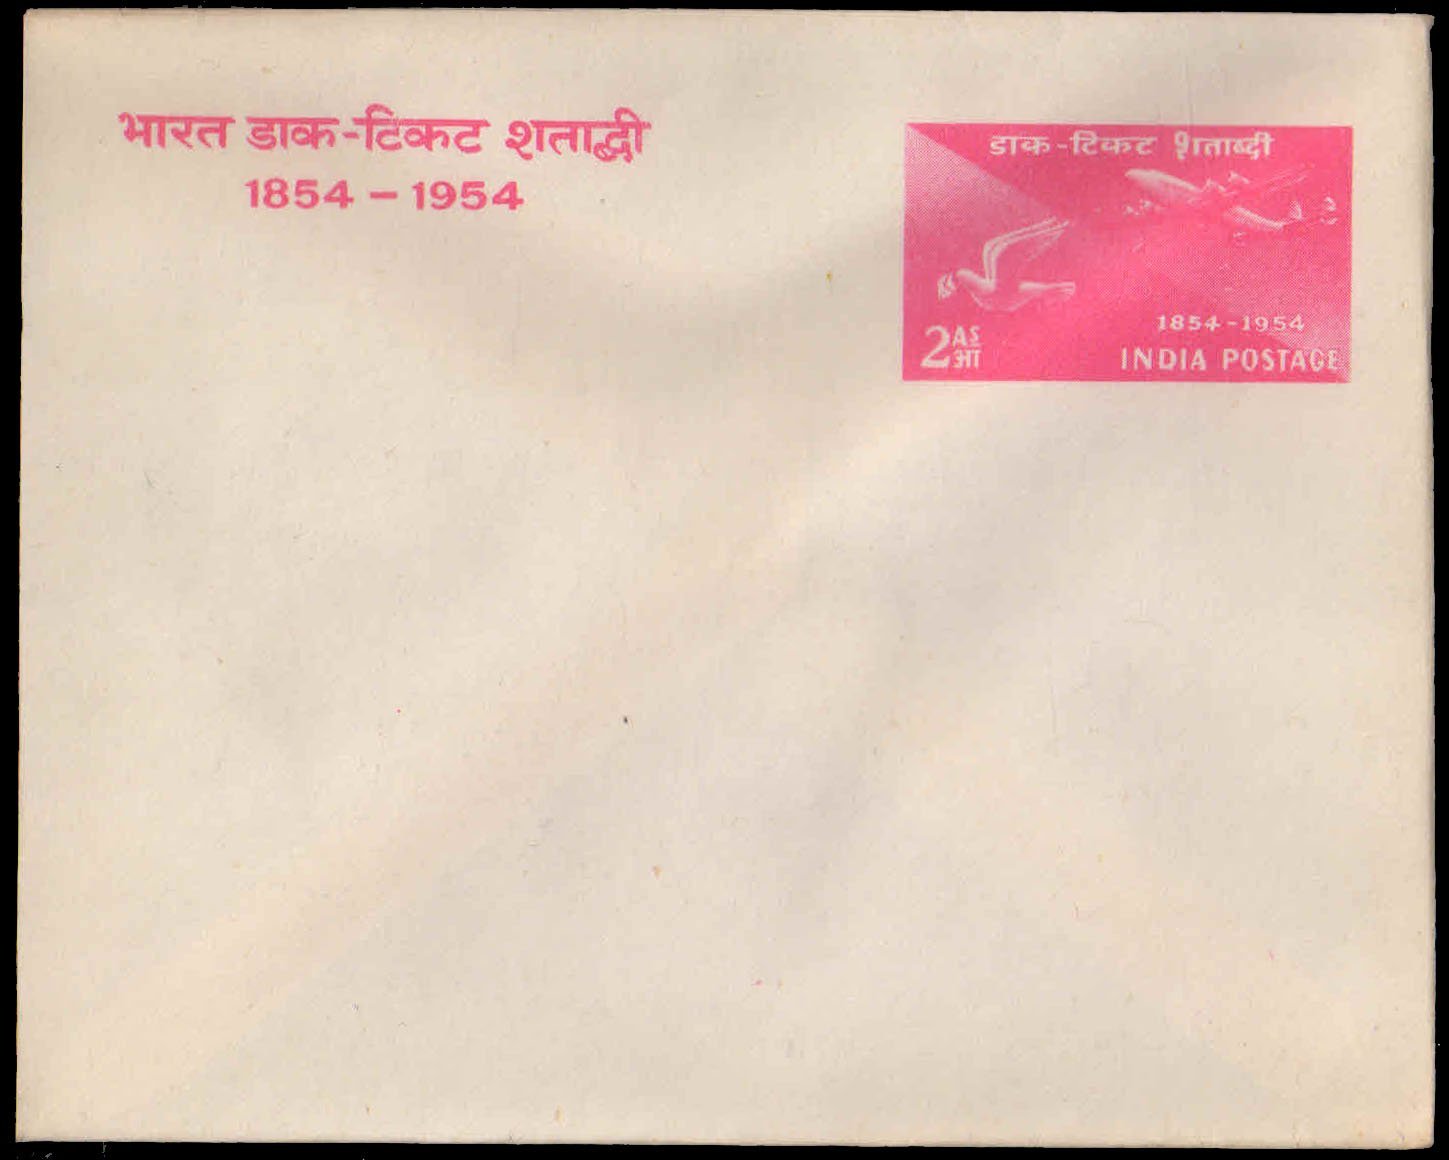 भारत डाक-टिकट शताद्वी
1854 – 1954
डाक-टिकट शताब्दी
1854-1954
2 AS आ
INDIA POSTAGE